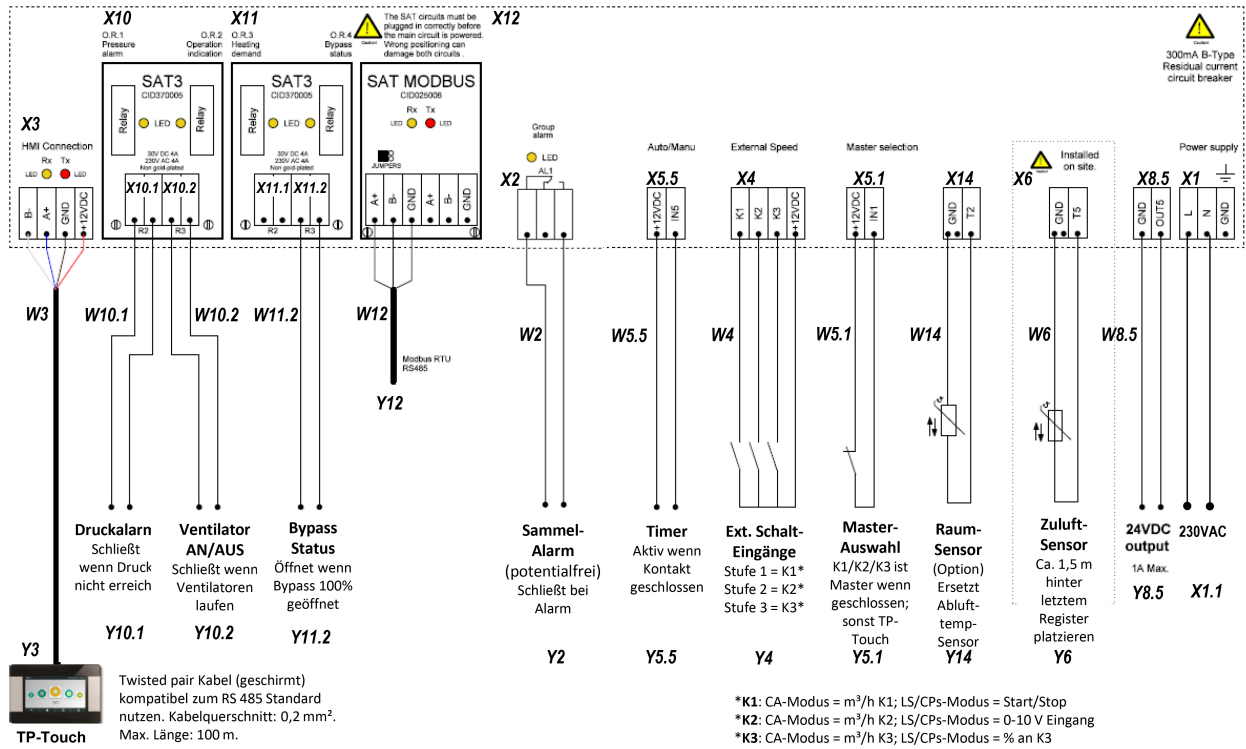 X10
X11
X12
O.R.1
Pressure
alarm
O.R.2
Operation
indication
O.R.3
Heating
demand
O.R.4
Bypass
status
Caution!
The SAT circuits must be
plugged in correctly before
the main circuit is powered.
Wrong positioning can
damage both circuits .
Caution!
300mA B-Type
Residual current
circuit breaker
SAT3
CID370005
Relay
LED
Relay
30V DC 4A
230V AC 4A
Non gold-plated
X10.1 X10.2
R2 R3
SAT3
CID370005
Relay
LED
Relay
30V DC 4A
230V AC 4A
Non gold-plated
X11.1 X11.2
R2 R3
SAT MODBUS
CID025006
Rx Tx
LED LED
JUMPERS
A+ B- GND A+ B- GND
X3
HMI Connection
Rx Tx
LED LED
B- A+ GND +12VDC
Group
alarm
LED
AL1
X2
Auto/Manu
X5.5
+12VDC IN5
External Speed
X4
K1 K2 K3 +12VDC
Master selection
X5.1
+12VDC IN1
X14
GND T2
X6
Installed
on site.
GND T5
X8.5
GND OUT5
Power supply
X1
L N GND
W3
W10.1
W10.2
W11.2
W12
W2
W5.5
W4
W5.1
W14
W6
W8.5
Modbus RTU
RS485
Y12
Druckalarn
Schließt
wenn Druck
nicht erreich
Y10.1
Ventilator
AN/AUS
Schließt wenn
Ventilatoren
laufen
Y10.2
Bypass
Status
Öffnet wenn
Bypass 100%
geöffnet
Y11.2
Sammel-
Alarm
(potentialfrei)
Schließt bei
Alarm
Y2
Timer
Aktiv wenn
Kontakt
geschlossen
Y5.5
Ext. Schalt-
Eingänge
Stufe 1 = K1*
Stufe 2 = K2*
Stufe 3 = K3*
Y4
Master-
Auswahl
K1/K2/K3 ist
Master wenn
geschlossen;
sonst TP-
Touch
Y5.1
Raum-
Sensor
(Option)
Ersetzt
Abluft-
temp-
Sensor
Y14
Zuluft-
Sensor
Ca. 1,5 m
hinter
letztem
Register
platzieren
Y6
24VDC
output
1A Max.
Y8.5
230VAC
X1.1
Y3
TP-Touch
Twisted pair Kabel (geschirmt)
kompatibel zum RS 485 Standard
nutzen. Kabelquerschnitt: 0,2 mm².
Max. Länge: 100 m.
*K1: CA-Modus = m³/h K1; LS/CPs-Modus = Start/Stop
*K2: CA-Modus = m³/h K2; LS/CPs-Modus = 0-10 V Eingang
*K3: CA-Modus = m³/h K3; LS/CPs-Modus = % an K3